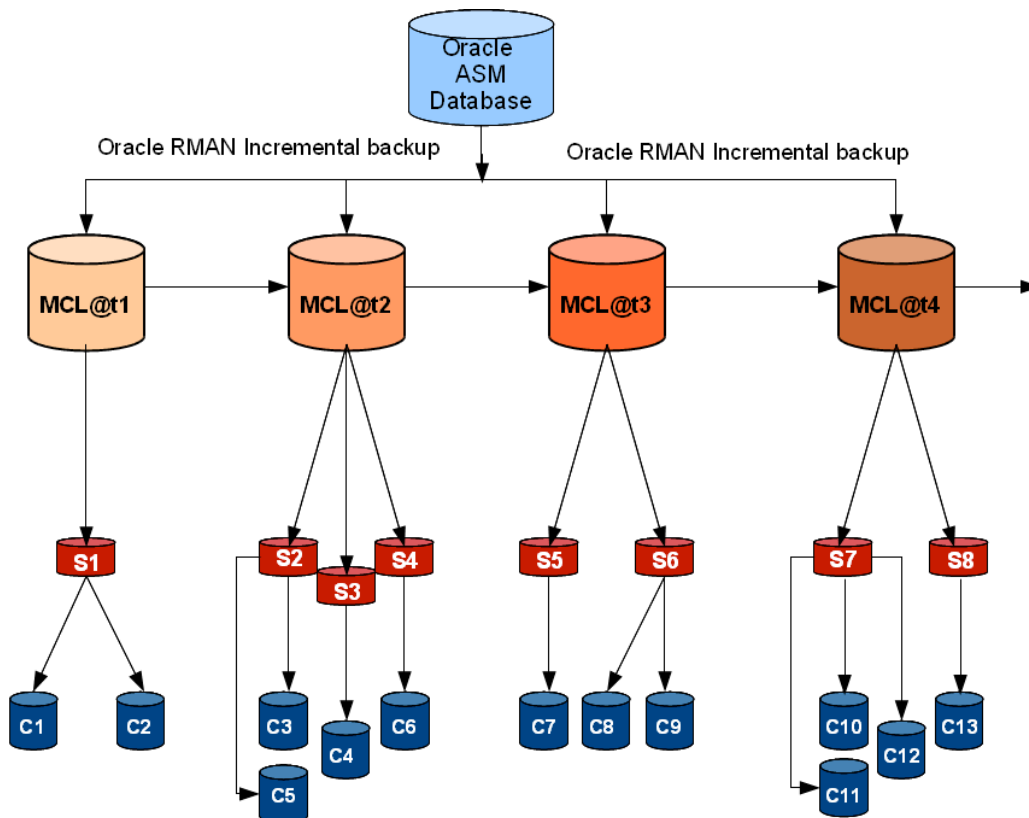 Oracle
ASM
Database
Oracle RMAN Incremental backup
Oracle RMAN Incremental backup
MCL@t1
MCL@t2
MCL@t3
MCL@t4
S1
S2
S3
S4
S5
S6
S7
S8
C1
C2
C3
C4
C5
C6
C7
C8
C9
C10
C11
C12
C13